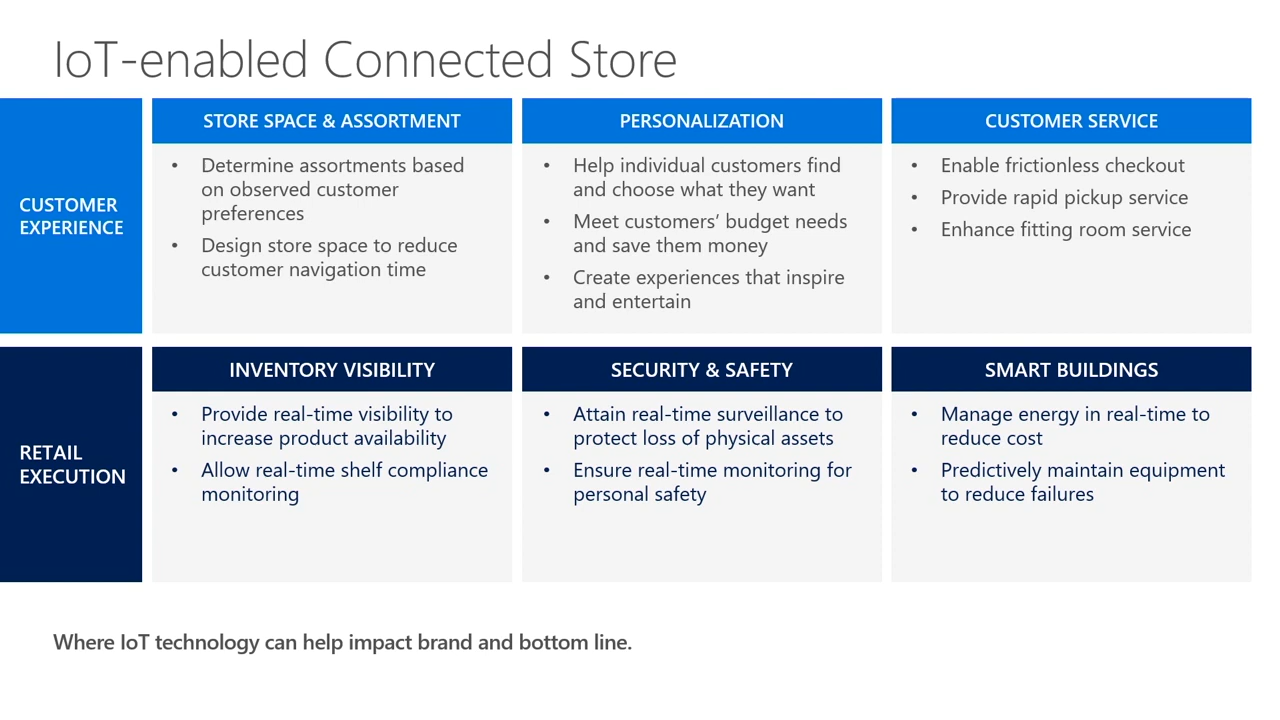 IoT-enabled Connected Store
CUSTOMER
EXPERIENCE
STORE SPACE & ASSORTMENT
• Determine assortments based
on observed customer
preferences
• Design store space to reduce
customer navigation time
PERSONALIZATION
• Help individual customers find
and choose what they want
• Meet customers’ budget needs
and save them money
• Create experiences that inspire
and entertain
CUSTOMER SERVICE
• Enable frictionless checkout
• Provide rapid pickup service
• Enhance fitting room service
RETAIL
EXECUTION
INVENTORY VISIBILITY
• Provide real-time visibility to
increase product availability
• Allow real-time shelf compliance
monitoring
SECURITY & SAFETY
• Attain real-time surveillance to
protect loss of physical assets
• Ensure real-time monitoring for
personal safety
SMART BUILDINGS
• Manage energy in real-time to
reduce cost
• Predictively maintain equipment
to reduce failures
Where IoT technology can help impact brand and bottom line.